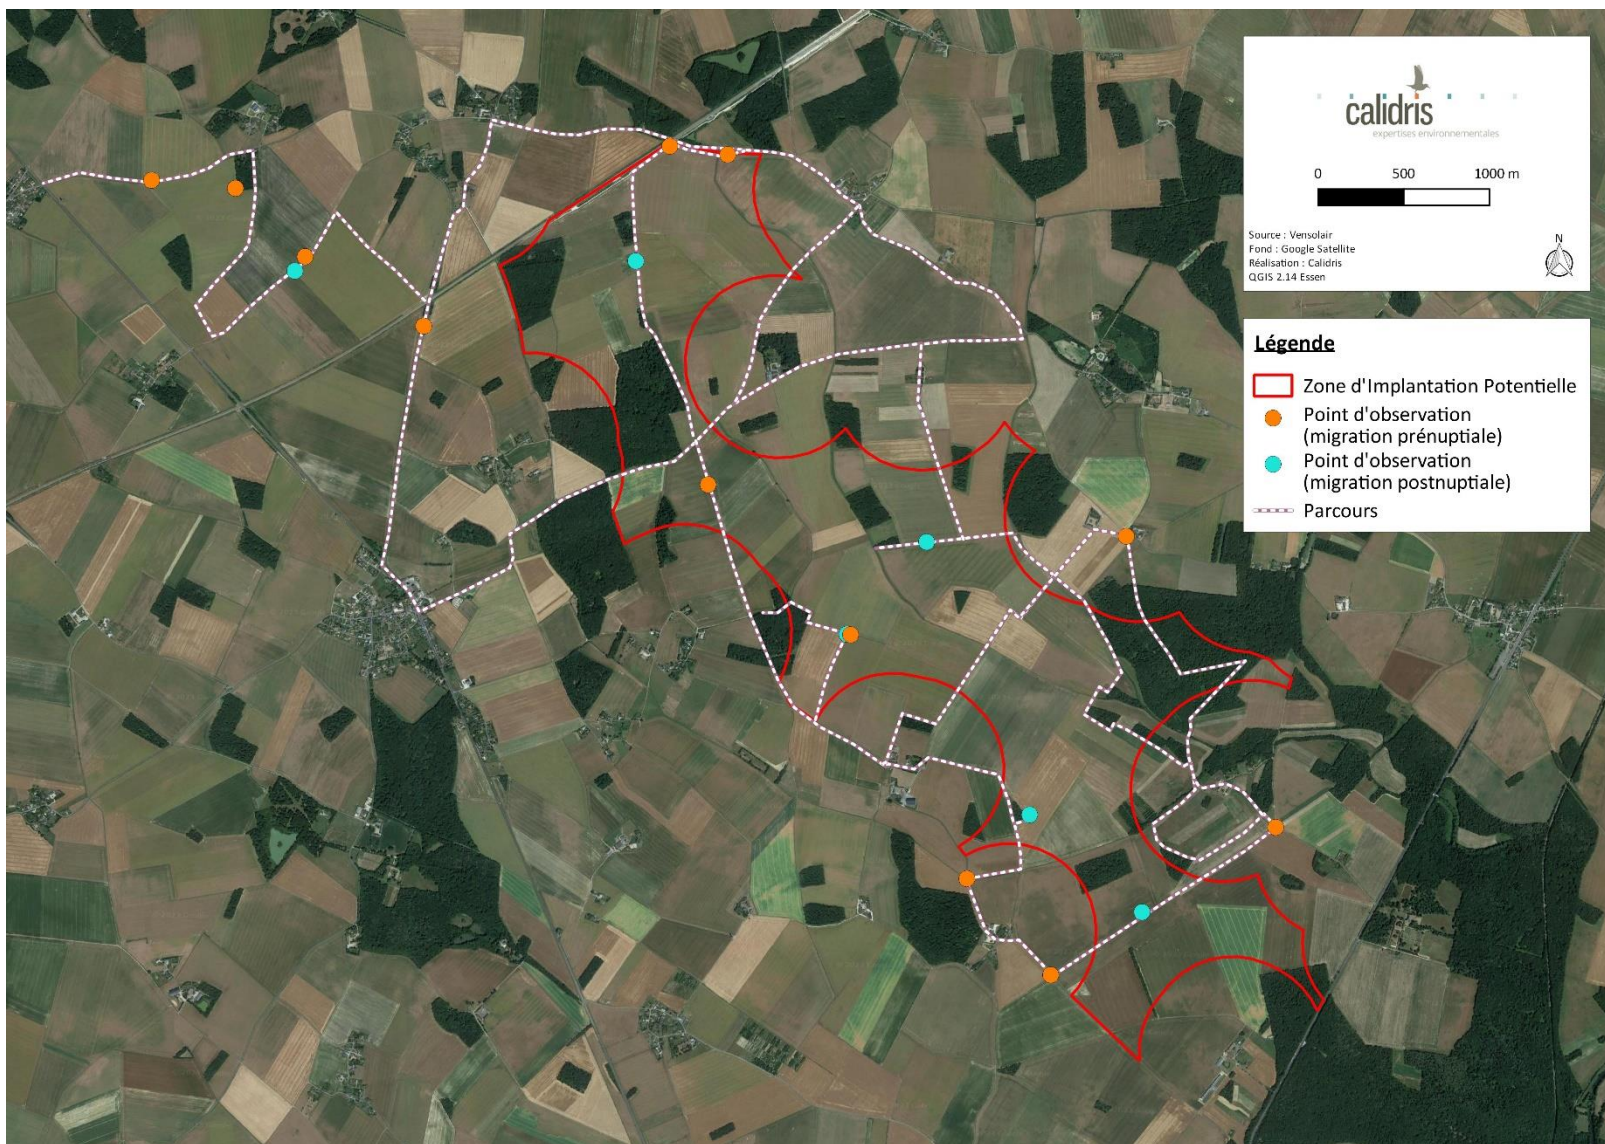 calidris
expertises environnementales
0 500 1000 m
Source : Vensolair
Fond : Google Satellite
Réalisation : Calidris
QGIS 2.14 Essen
N
Légende
Zone d'Implantation Potentielle
Point d'observation
(migration prénuptiale)
Point d'observation
(migration postnuptiale)
Parcours